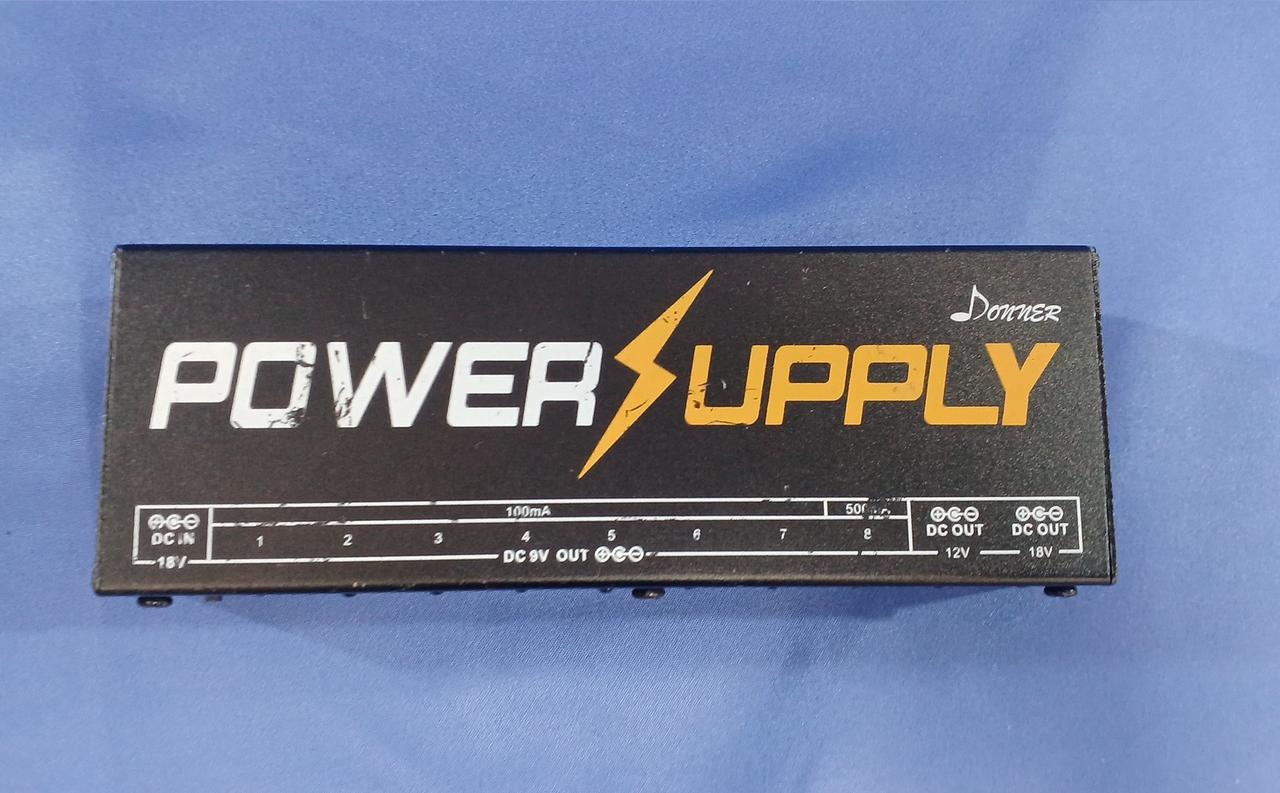 DONNER
POWER SUPPLY
100mA 500mA
DC IN 1 2 3 4 5 6 7 8 DC OUT DC OUT
18V DC 9V OUT 12V 18V